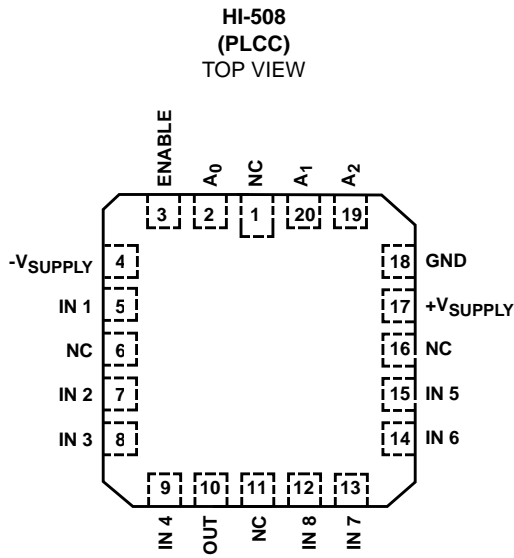 HI-508
(PLCC)
TOP VIEW
ENABLE
A0
NC
A1
A2
3
2
1
20
19
-VSUPPLY
4
18
GND
IN 1
5
17
+VSUPPLY
NC
6
16
NC
IN 2
7
15
IN 5
IN 3
8
14
IN 6
9
10
11
12
13
IN 4
OUT
NC
IN 8
IN 7